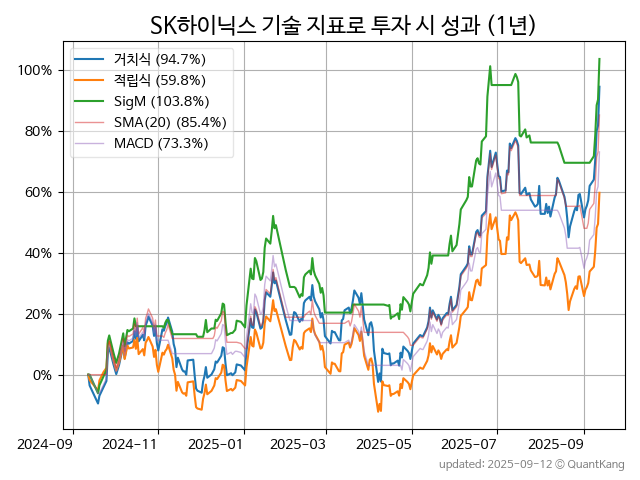 SK하이닉스 기술 지표로 투자 시 성과 (1년)
거치식 (94.7%)
적립식 (59.8%)
SigM (103.8%)
SMA(20) (85.4%)
MACD (73.3%)
100%
80%
60%
40%
20%
0%
2024-09 2024-11 2025-01 2025-03 2025-05 2025-07 2025-09
updated: 2025-09-12 © QuantKang